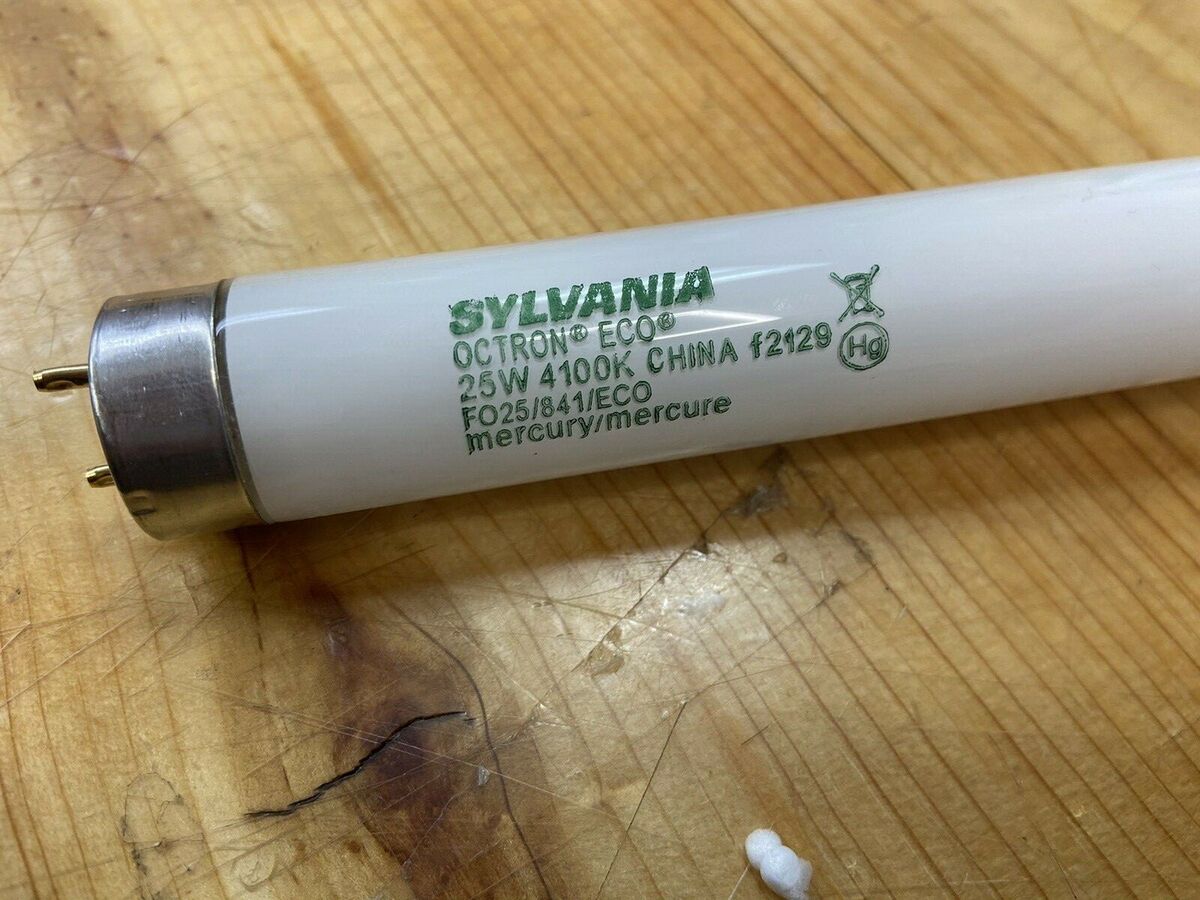 SYLVANIA
OCTRON® ECO®
25W 4100K CHINA f2129
FO25/841/ECO
mercury/mercure
Hg